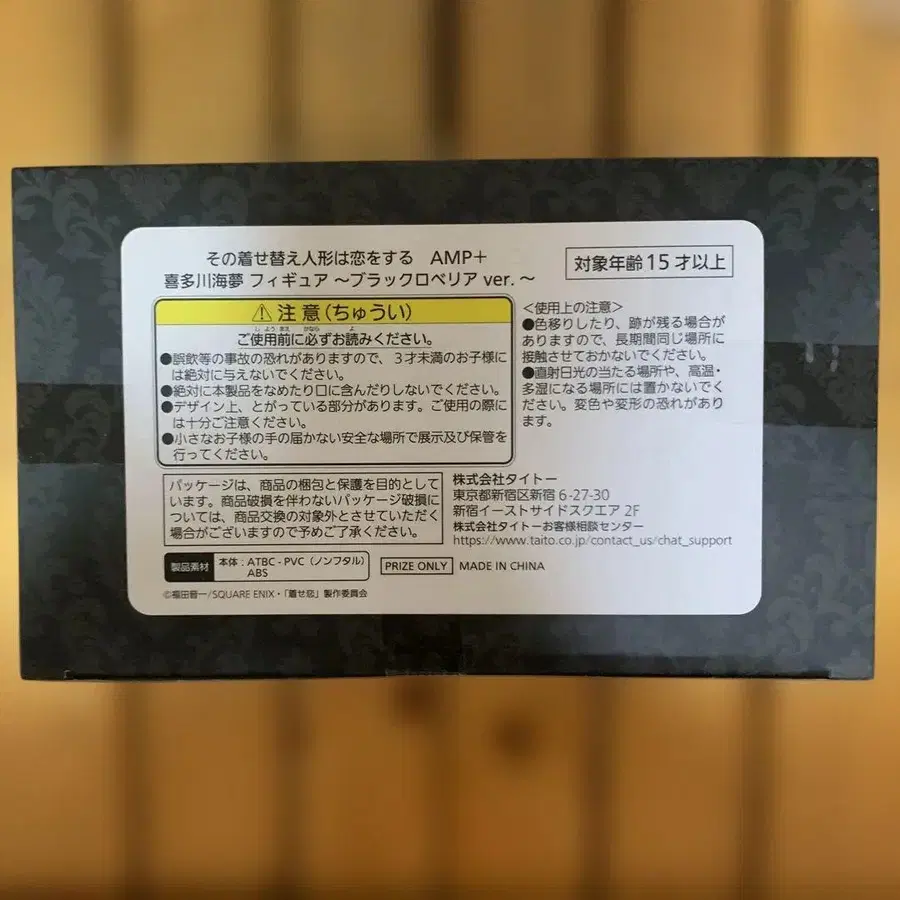 その着せ替え人形は恋をする　AMP＋
喜多川海夢 フィギュア ～ブラックロベリア ver.～
対象年齢15才以上
⚠注意(ちゅうい)
ご使用前に必ずお読みください。
しようまえ かなら よ
●誤飲等の事故の恐れがありますので、３才未満のお子様に
は絶対に与えないでください。
●絶対に本製品をなめたり口に含んだりしないでください。
●デザイン上、とがっている部分があります。ご使用の際に
は十分ご注意ください。
●小さなお子様の手の届かない安全な場所で展示及び保管を
行ってください。
＜使用上の注意＞
●色移りしたり、跡が残る場合が
ありますので、長期間同じ場所に
接触させておかないでください。
●直射日光の当たる場所や、高温・
多湿になる場所には置かないでく
ださい。変色や変形の恐れがあり
ます。
パッケージは、商品の梱包と保護を目的として
います。商品破損を伴わないパッケージ破損に
ついては、商品交換の対象外とさせていただく
場合がございますので予めご了承ください。
株式会社タイトー
東京都新宿区新宿 6-27-30
新宿イーストサイドスクエア 2F
株式会社タイトーお客様相談センター
https://www.taito.co.jp/contact_us/chat_support
製品素材
本体：ATBC-PVC（ノンフタル）
ABS
PRIZE ONLY
MADE IN CHINA
©福田晋一/SQUARE ENIX・「着せ恋」製作委員会